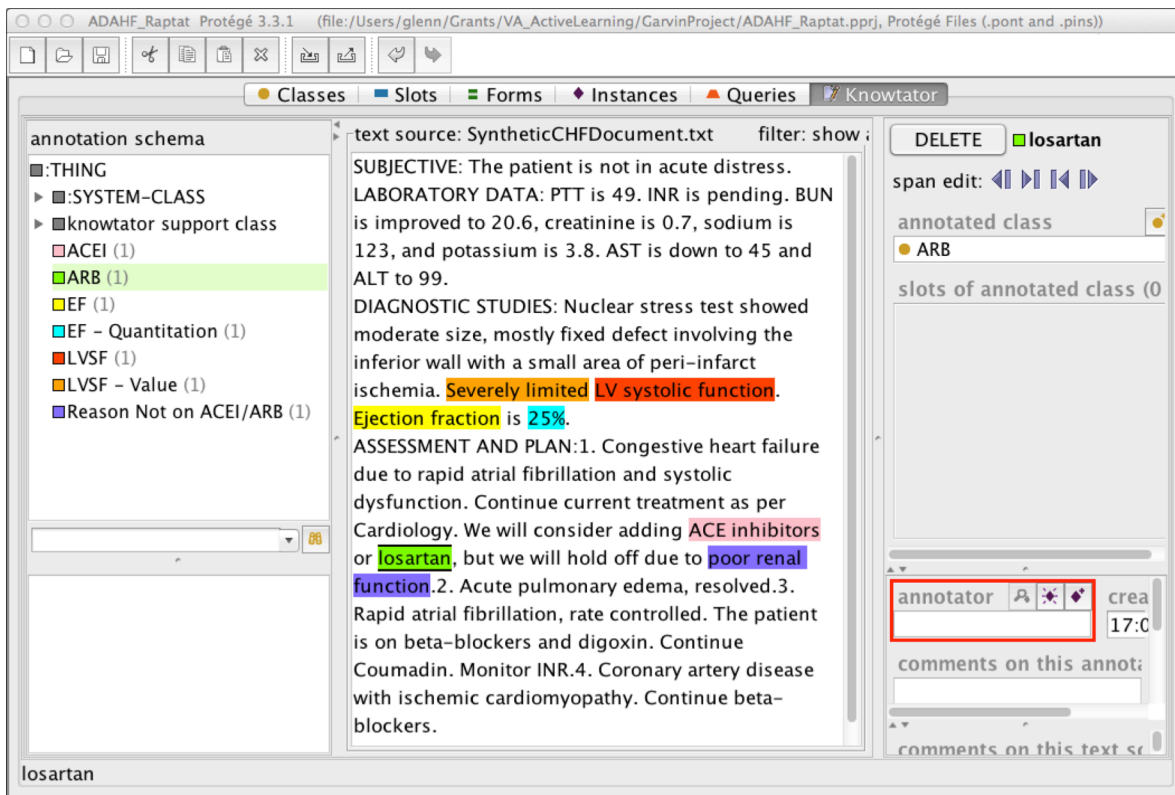 ADAHF_Raptat Protégé 3.3.1 (file:/Users/glenn/Grants/VA_ActiveLearning/GarvinProject/ADAHF_Raptat.pprj, Protégé Files (.pont and .pins))
Classes Slots Forms Instances Queries Knowtator
annotation schema
:THING
:SYSTEM-CLASS
knowtator support class
ACEI (1)
ARB (1)
EF (1)
EF - Quantitation (1)
LVSF (1)
LVSF - Value (1)
Reason Not on ACEI/ARB (1)
text source: SyntheticCHFDocument.txt filter: show
SUBJECTIVE: The patient is not in acute distress.
LABORATORY DATA: PTT is 49. INR is pending. BUN
is improved to 20.6, creatinine is 0.7, sodium is
123, and potassium is 3.8. AST is down to 45 and
ALT to 99.
DIAGNOSTIC STUDIES: Nuclear stress test showed
moderate size, mostly fixed defect involving the
inferior wall with a small area of peri-infarct
ischemia. Severely limited LV systolic function.
Ejection fraction is 25%.
ASSESSMENT AND PLAN:1. Congestive heart failure
due to rapid atrial fibrillation and systolic
dysfunction. Continue current treatment as per
Cardiology. We will consider adding ACE inhibitors
or losartan, but we will hold off due to poor renal
function.2. Acute pulmonary edema, resolved.3.
Rapid atrial fibrillation, rate controlled. The patient
is on beta-blockers and digoxin. Continue
Coumadin. Monitor INR.4. Coronary artery disease
with ischemic cardiomyopathy. Continue beta-
blockers.
DELETE losartan
span edit:
annotated class
ARB
slots of annotated class (0
annotator crea
17:0
comments on this annota
comments on this text so
losartan